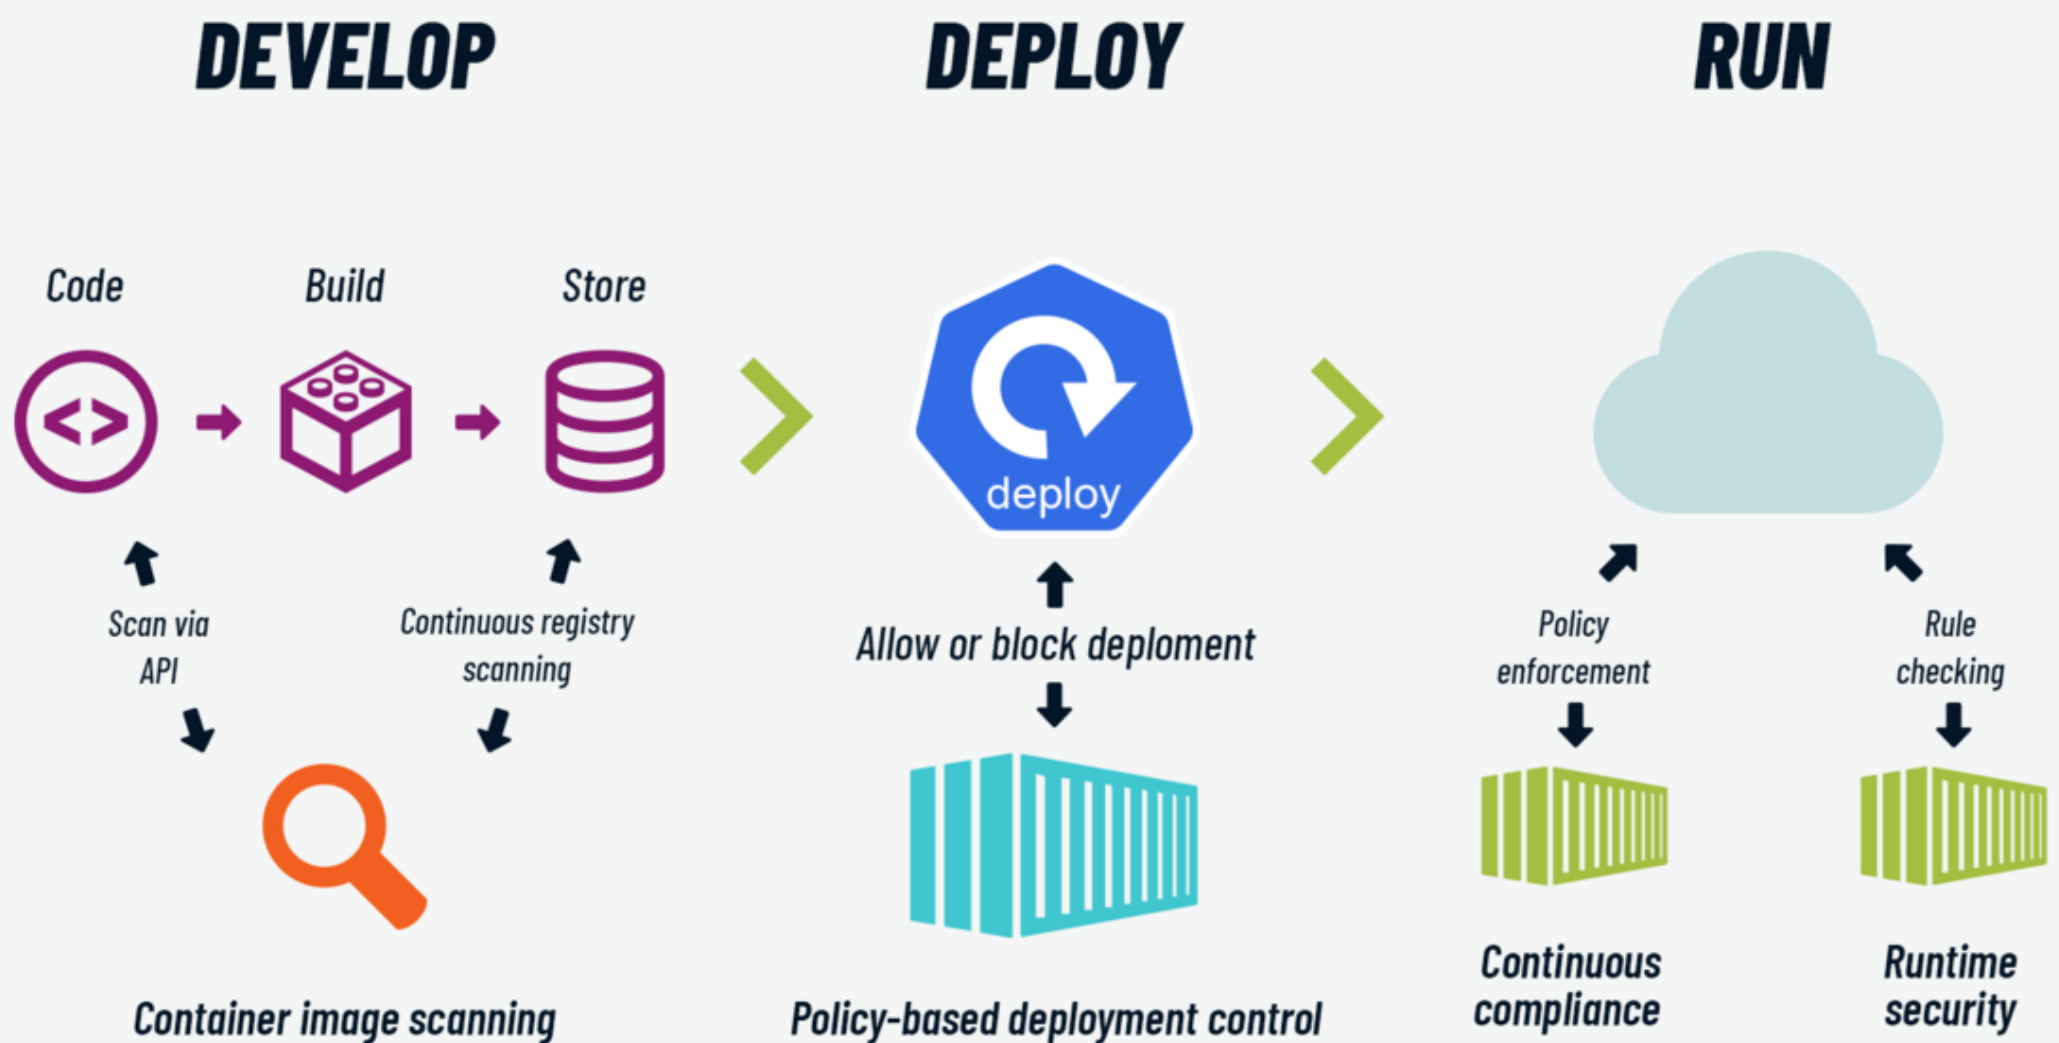 DEVELOP
DEPLOY
RUN
Code
Build
Store
deploy
Scan via
API
Continuous registry
scanning
Allow or block deploment
Policy
enforcement
Rule
checking
Container image scanning
Policy-based deployment control
Continuous
compliance
Runtime
security